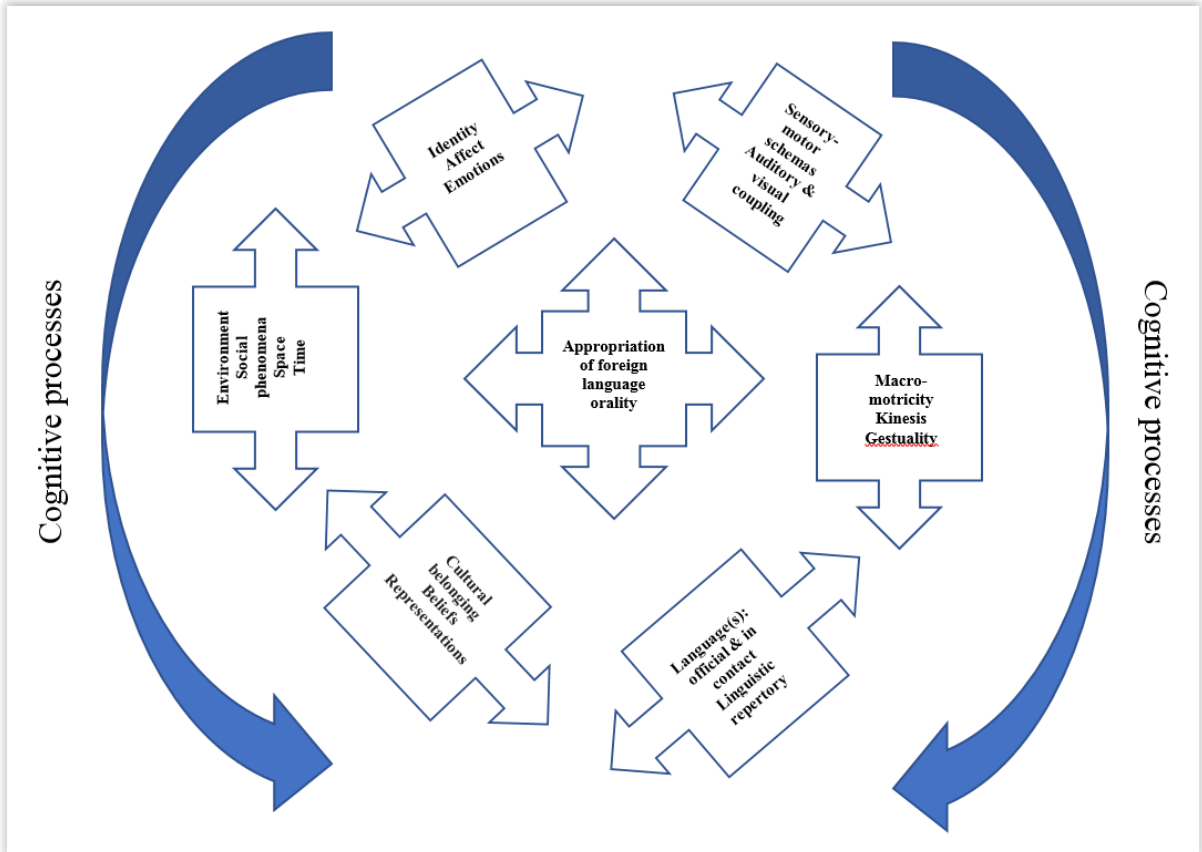 Cognitive processes
Identity
Affect
Emotions
Sensory-
motor
schemas
Auditory &
visual
coupling
Environment
Social
phenomena
Space
Time
Appropriation
of foreign
language
orality
Macro-
motricity
Kinesis
Gestuality
Cultural
belonging
Beliefs
Representations
Language(s):
official & in
contact
Linguistic
repertory
Cognitive processes